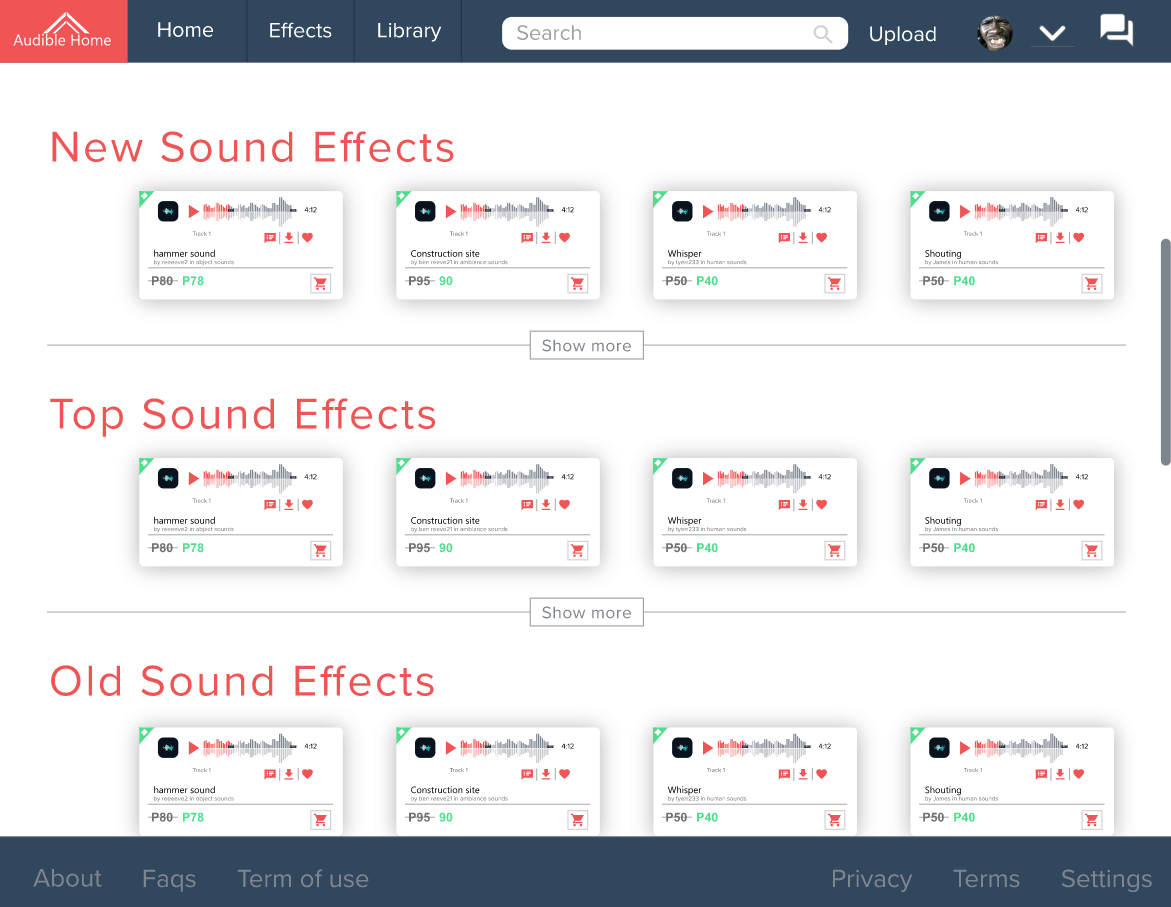 Audible Home
Home
Effects
Library
Search
Upload
New Sound Effects
4:12
Track 1
hammer sound
by reeeeve2 in object sounds
P80 P78
4:12
Track 1
Construction site
by ben reeve21 in ambiance sounds
P95 90
4:12
Track 1
Whisper
by tyerr233 in human sounds
P50 P40
4:12
Track 1
Shouting
by James in human sounds
P50 P40
Show more
Top Sound Effects
4:12
Track 1
hammer sound
by reeeeve2 in object sounds
P80 P78
4:12
Track 1
Construction site
by ben reeve21 in ambiance sounds
P95 90
4:12
Track 1
Whisper
by tyerr233 in human sounds
P50 P40
4:12
Track 1
Shouting
by James in human sounds
P50 P40
Show more
Old Sound Effects
4:12
Track 1
hammer sound
by reeeeve2 in object sounds
P80 P78
4:12
Track 1
Construction site
by ben reeve21 in ambiance sounds
P95 90
4:12
Track 1
Whisper
by tyerr233 in human sounds
P50 P40
4:12
Track 1
Shouting
by James in human sounds
P50 P40
About
Faqs
Term of use
Privacy
Terms
Settings